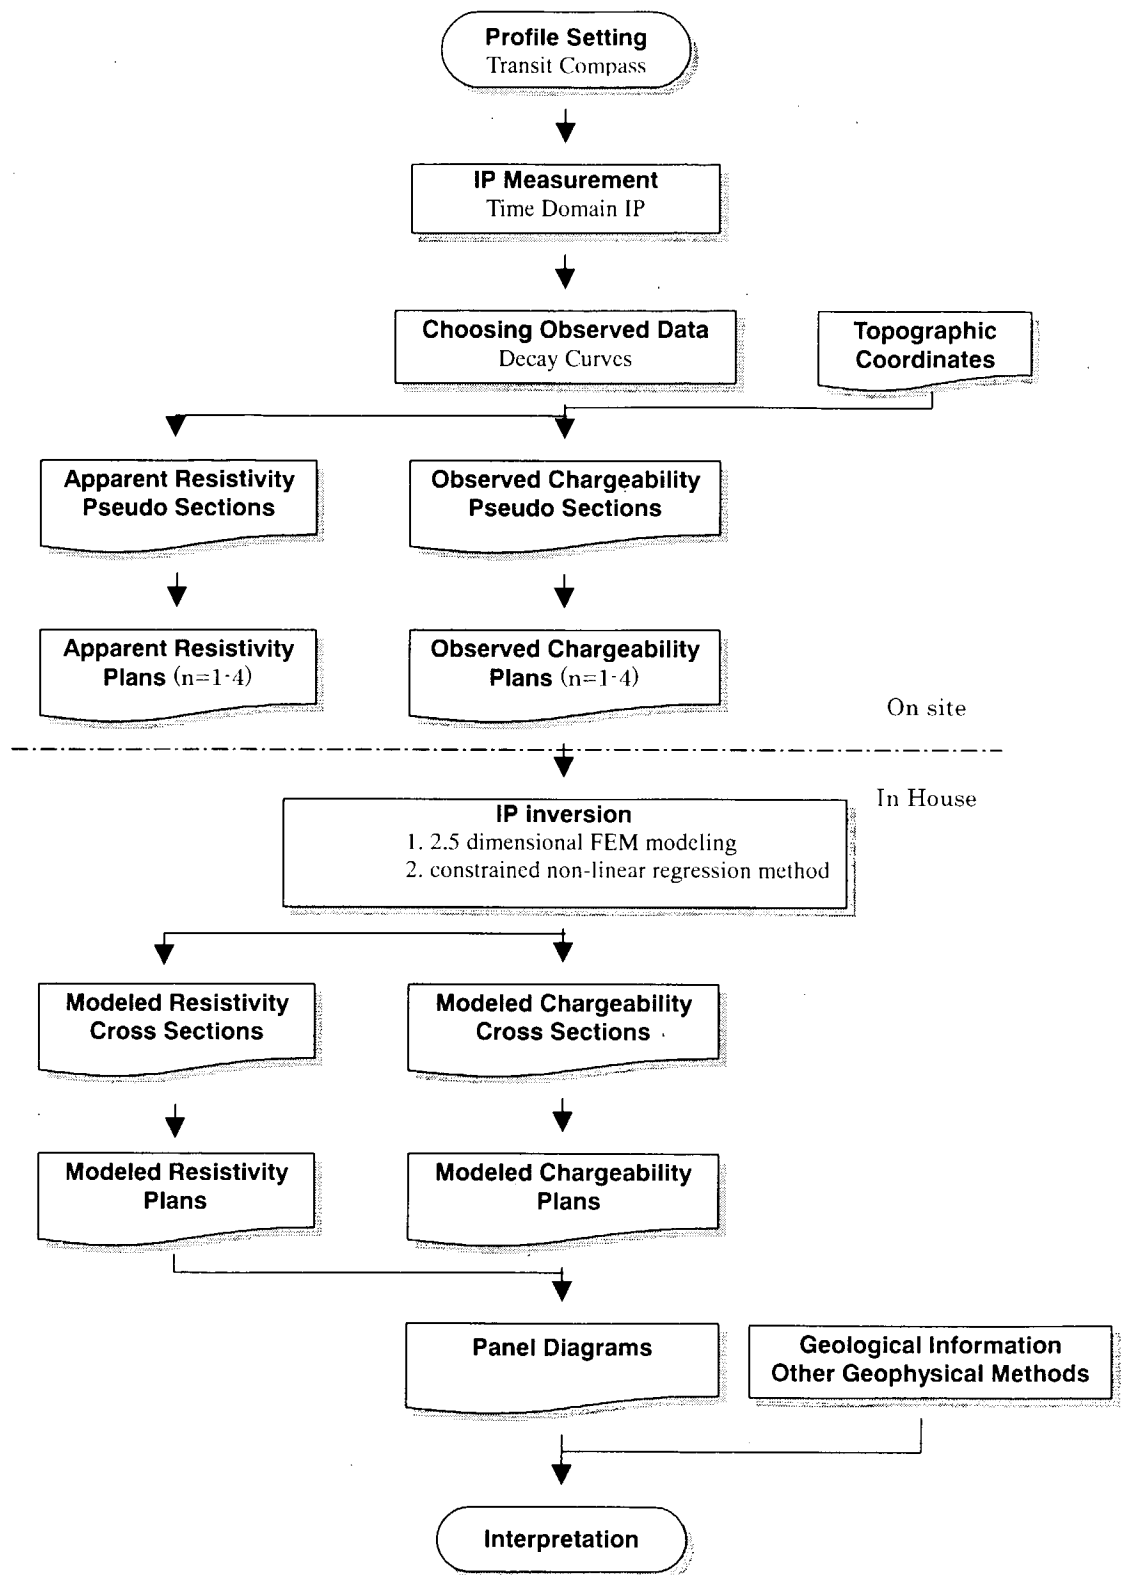 Profile Setting
Transit Compass
IP Measurement
Time Domain IP
Choosing Observed Data
Decay Curves
Topographic
Coordinates
Apparent Resistivity
Pseudo Sections
Observed Chargeability
Pseudo Sections
Apparent Resistivity
Plans (n=1-4)
Observed Chargeability
Plans (n=1-4)
On site
In House
IP inversion
1. 2.5 dimensional FEM modeling
2. constrained non-linear regression method
Modeled Resistivity
Cross Sections
Modeled Chargeability
Cross Sections
Modeled Resistivity
Plans
Modeled Chargeability
Plans
Panel Diagrams
Geological Information
Other Geophysical Methods
Interpretation